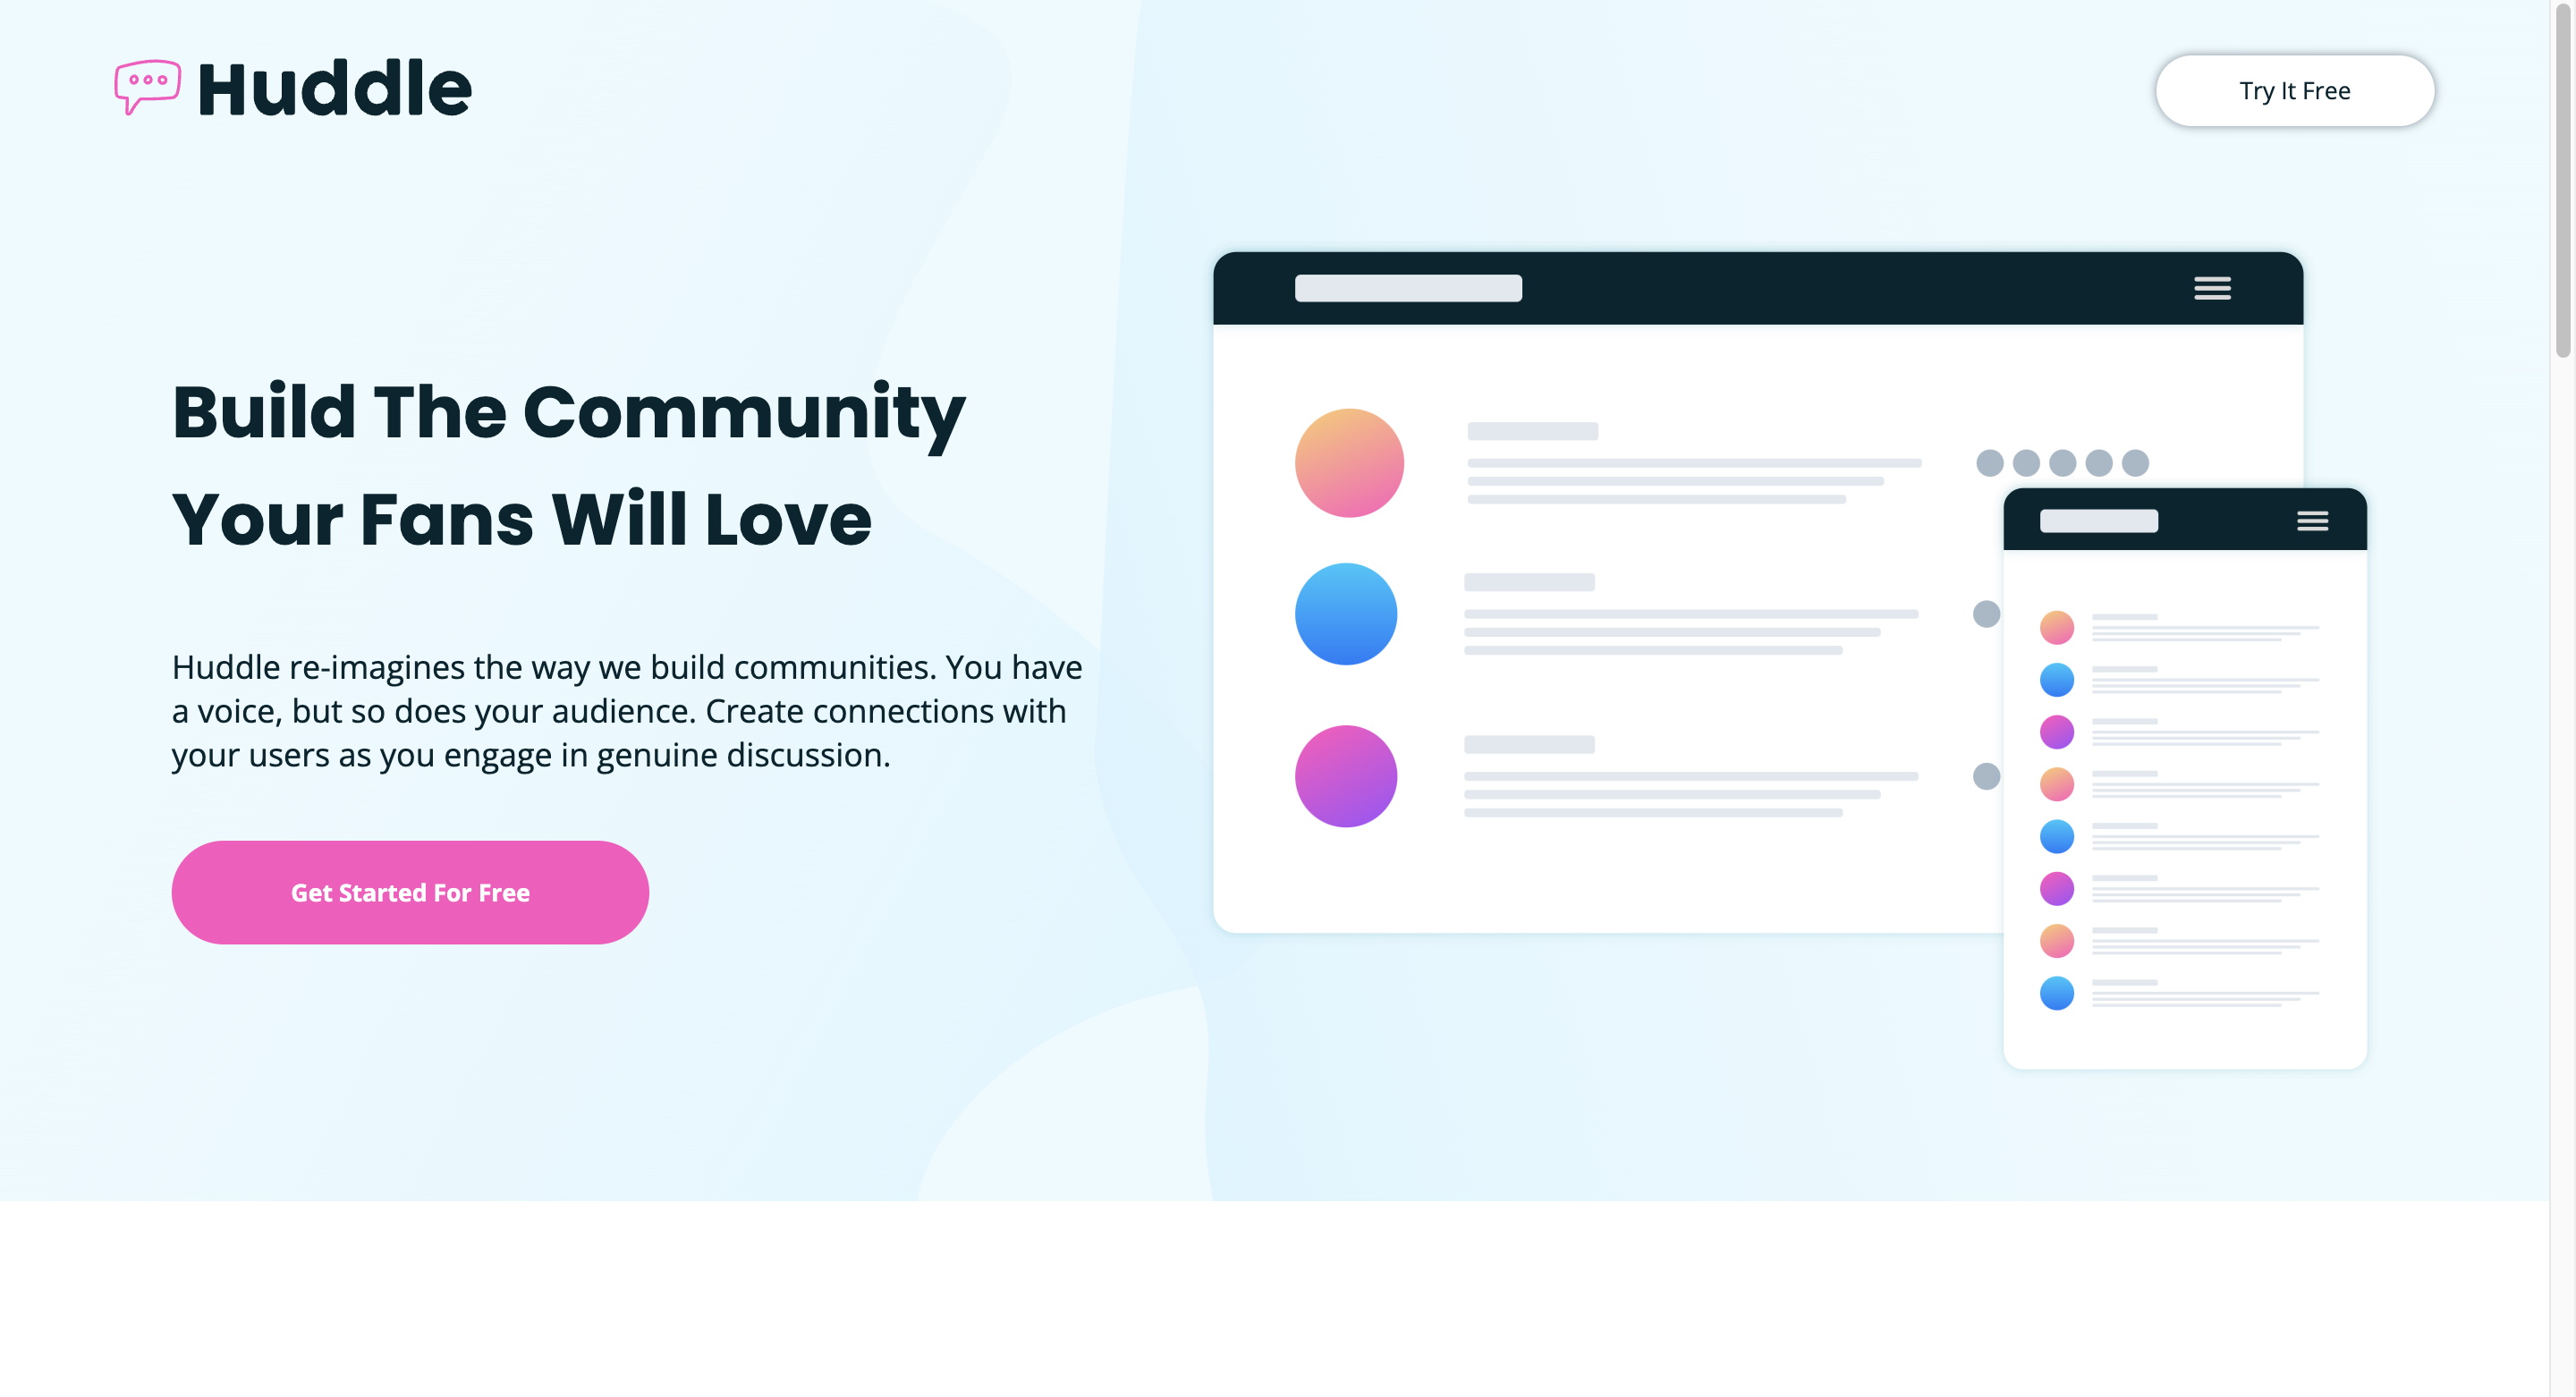 Huddle
Try It Free
Build The Community
Your Fans Will Love
Huddle re-imagines the way we build communities. You have
a voice, but so does your audience. Create connections with
your users as you engage in genuine discussion.
Get Started For Free